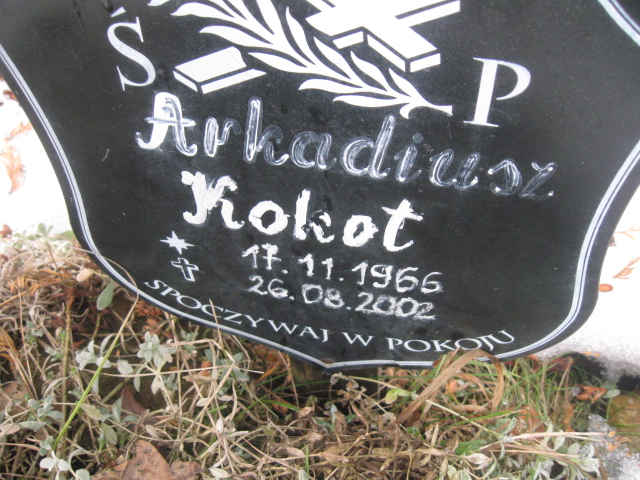 Ś P
Arkadiusz
Kokot
17.11.1966
26.08.2002
SPOCZYWAJ W POKOJU